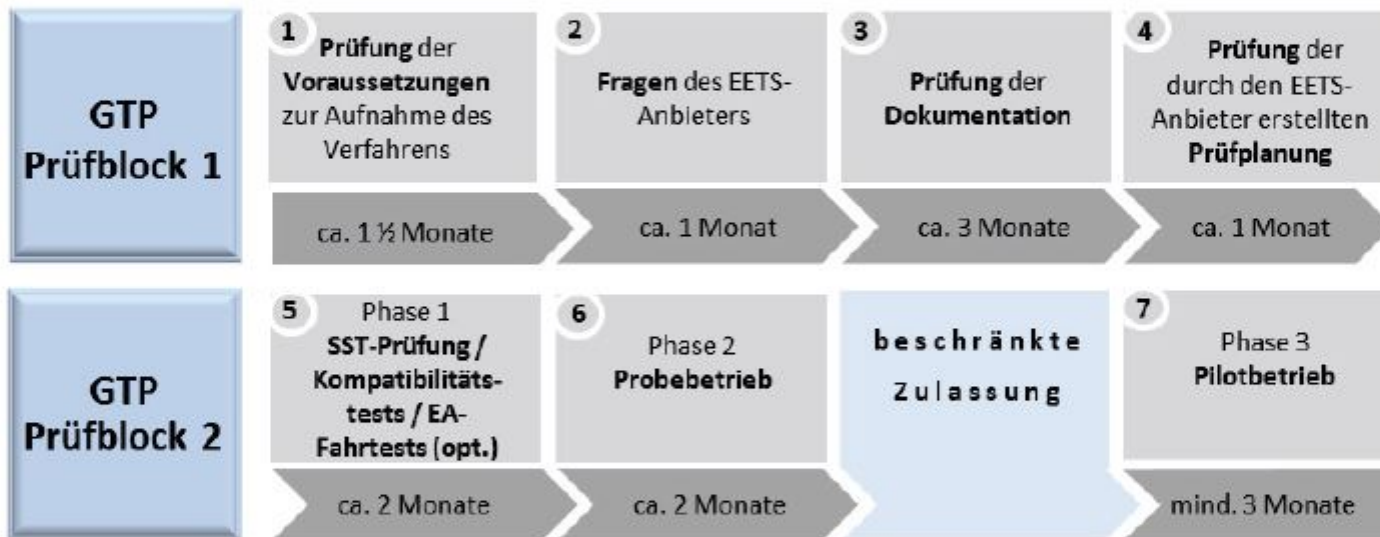 GTP
Prüfblock 1
1
Prüfung der
Voraussetzungen
zur Aufnahme des
Verfahrens
ca. 1 ½ Monate
2
Fragen des EETS-
Anbieters
ca. 1 Monat
3
Prüfung der
Dokumentation
ca. 3 Monate
4
Prüfung der
durch den EETS-
Anbieter erstellten
Prüfplanung
ca. 1 Monat
GTP
Prüfblock 2
5
Phase 1
SST-Prüfung /
Kompatibilitäts-
tests / EA-
Fahrtests (opt.)
ca. 2 Monate
6
Phase 2
Probebetrieb
ca. 2 Monate
beschränkte
Zulassung
7
Phase 3
Pilotbetrieb
mind. 3 Monate